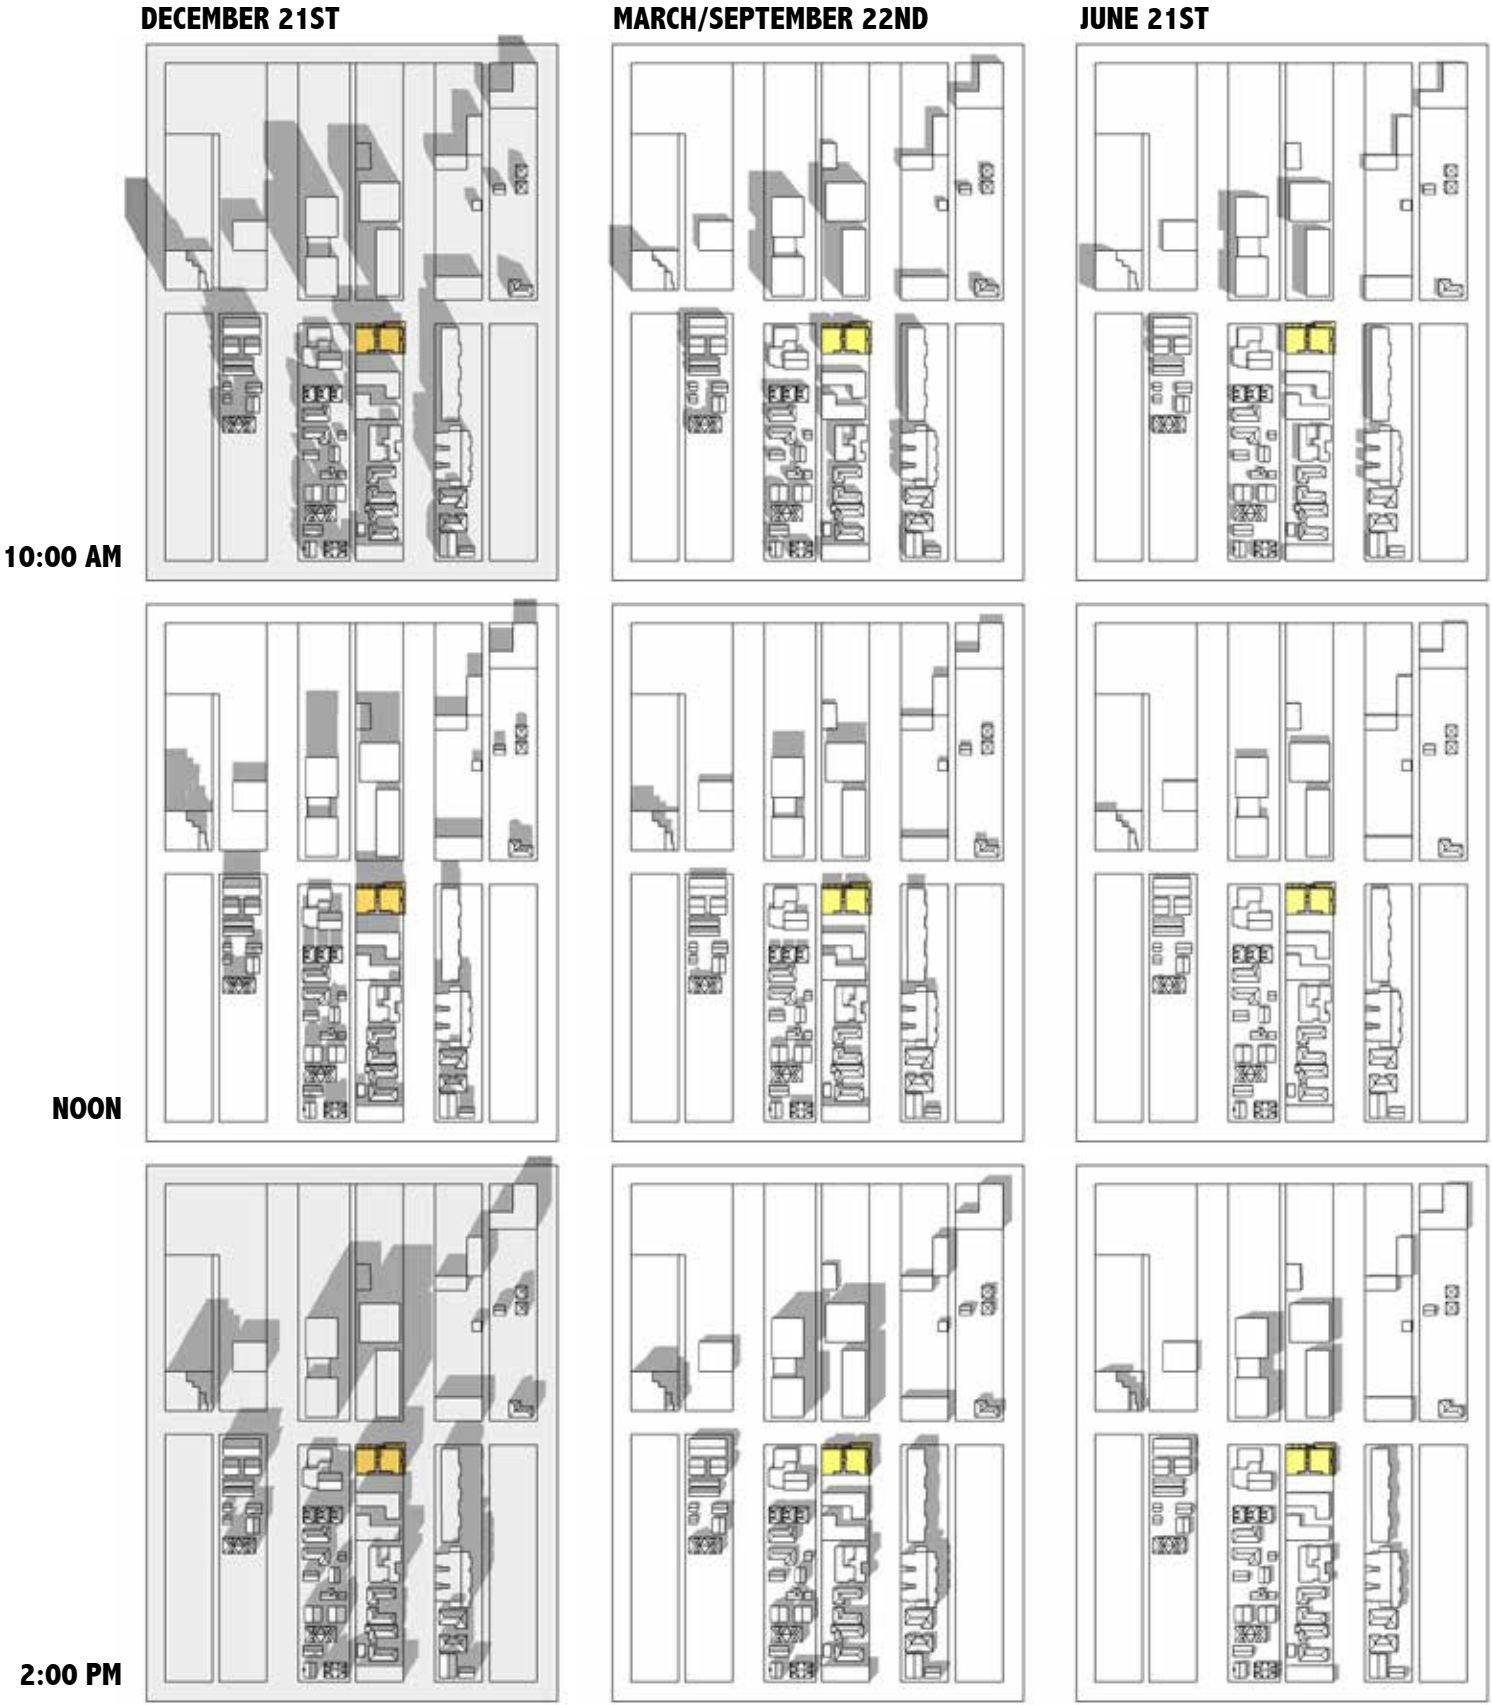 DECEMBER 21ST
MARCH/SEPTEMBER 22ND
JUNE 21ST
10:00 AM
NOON
2:00 PM